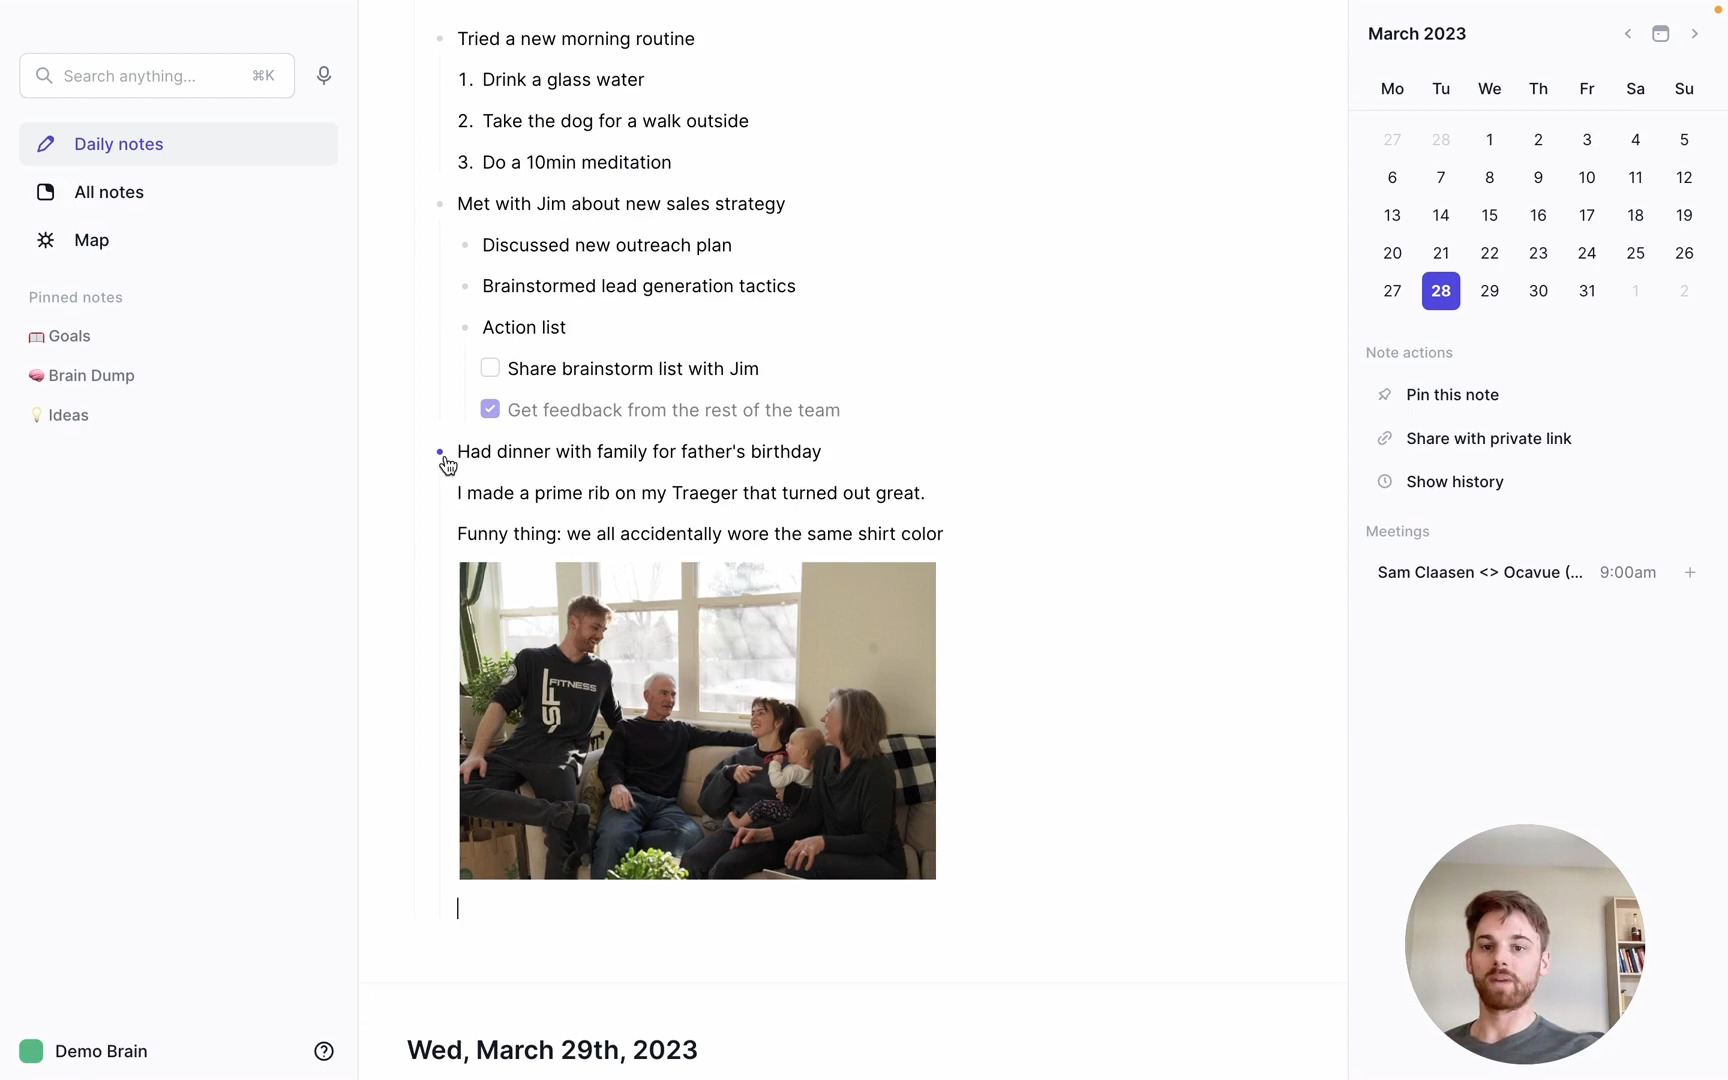 Search anything...
⌘K
Daily notes
All notes
Map
Pinned notes
Goals
Brain Dump
Ideas
Demo Brain
Tried a new morning routine
1. Drink a glass water
2. Take the dog for a walk outside
3. Do a 10min meditation
Met with Jim about new sales strategy
Discussed new outreach plan
Brainstormed lead generation tactics
Action list
Share brainstorm list with Jim
Get feedback from the rest of the team
Had dinner with family for father's birthday
I made a prime rib on my Traeger that turned out great.
Funny thing: we all accidentally wore the same shirt color
FITNESS
SF
Wed, March 29th, 2023
March 2023
Mo Tu We Th Fr Sa Su
27 28 1 2 3 4 5
6 7 8 9 10 11 12
13 14 15 16 17 18 19
20 21 22 23 24 25 26
27 28 29 30 31 1 2
Note actions
Pin this note
Share with private link
Show history
Meetings
Sam Claasen <> Ocavue (... 9:00am